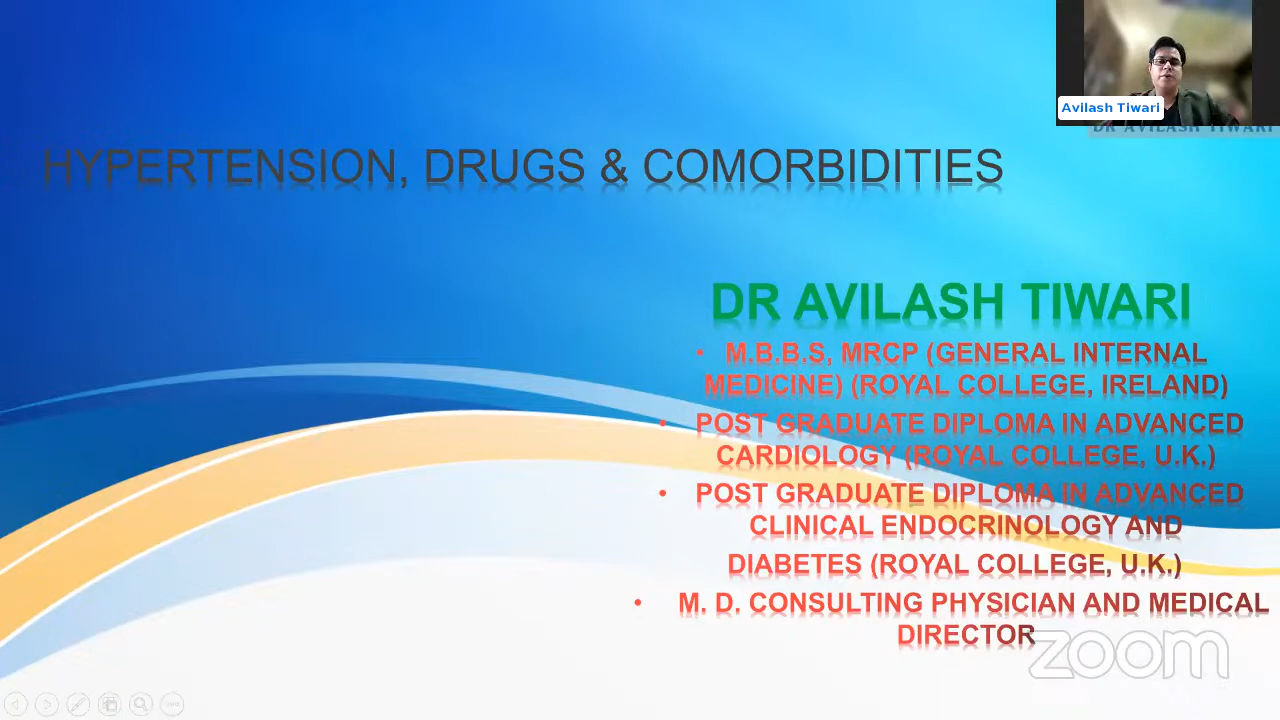 Avilash Tiwari
DR AVILASH TIWARI
HYPERTENSION, DRUGS & COMORBIDITIES
DR AVILASH TIWARI
• M.B.B.S, MRCP (GENERAL INTERNAL
MEDICINE) (ROYAL COLLEGE, IRELAND)
• POST GRADUATE DIPLOMA IN ADVANCED
CARDIOLOGY (ROYAL COLLEGE, U.K.)
• POST GRADUATE DIPLOMA IN ADVANCED
CLINICAL ENDOCRINOLOGY AND
DIABETES (ROYAL COLLEGE, U.K.)
• M. D. CONSULTING PHYSICIAN AND MEDICAL
DIRECTOR
zoom